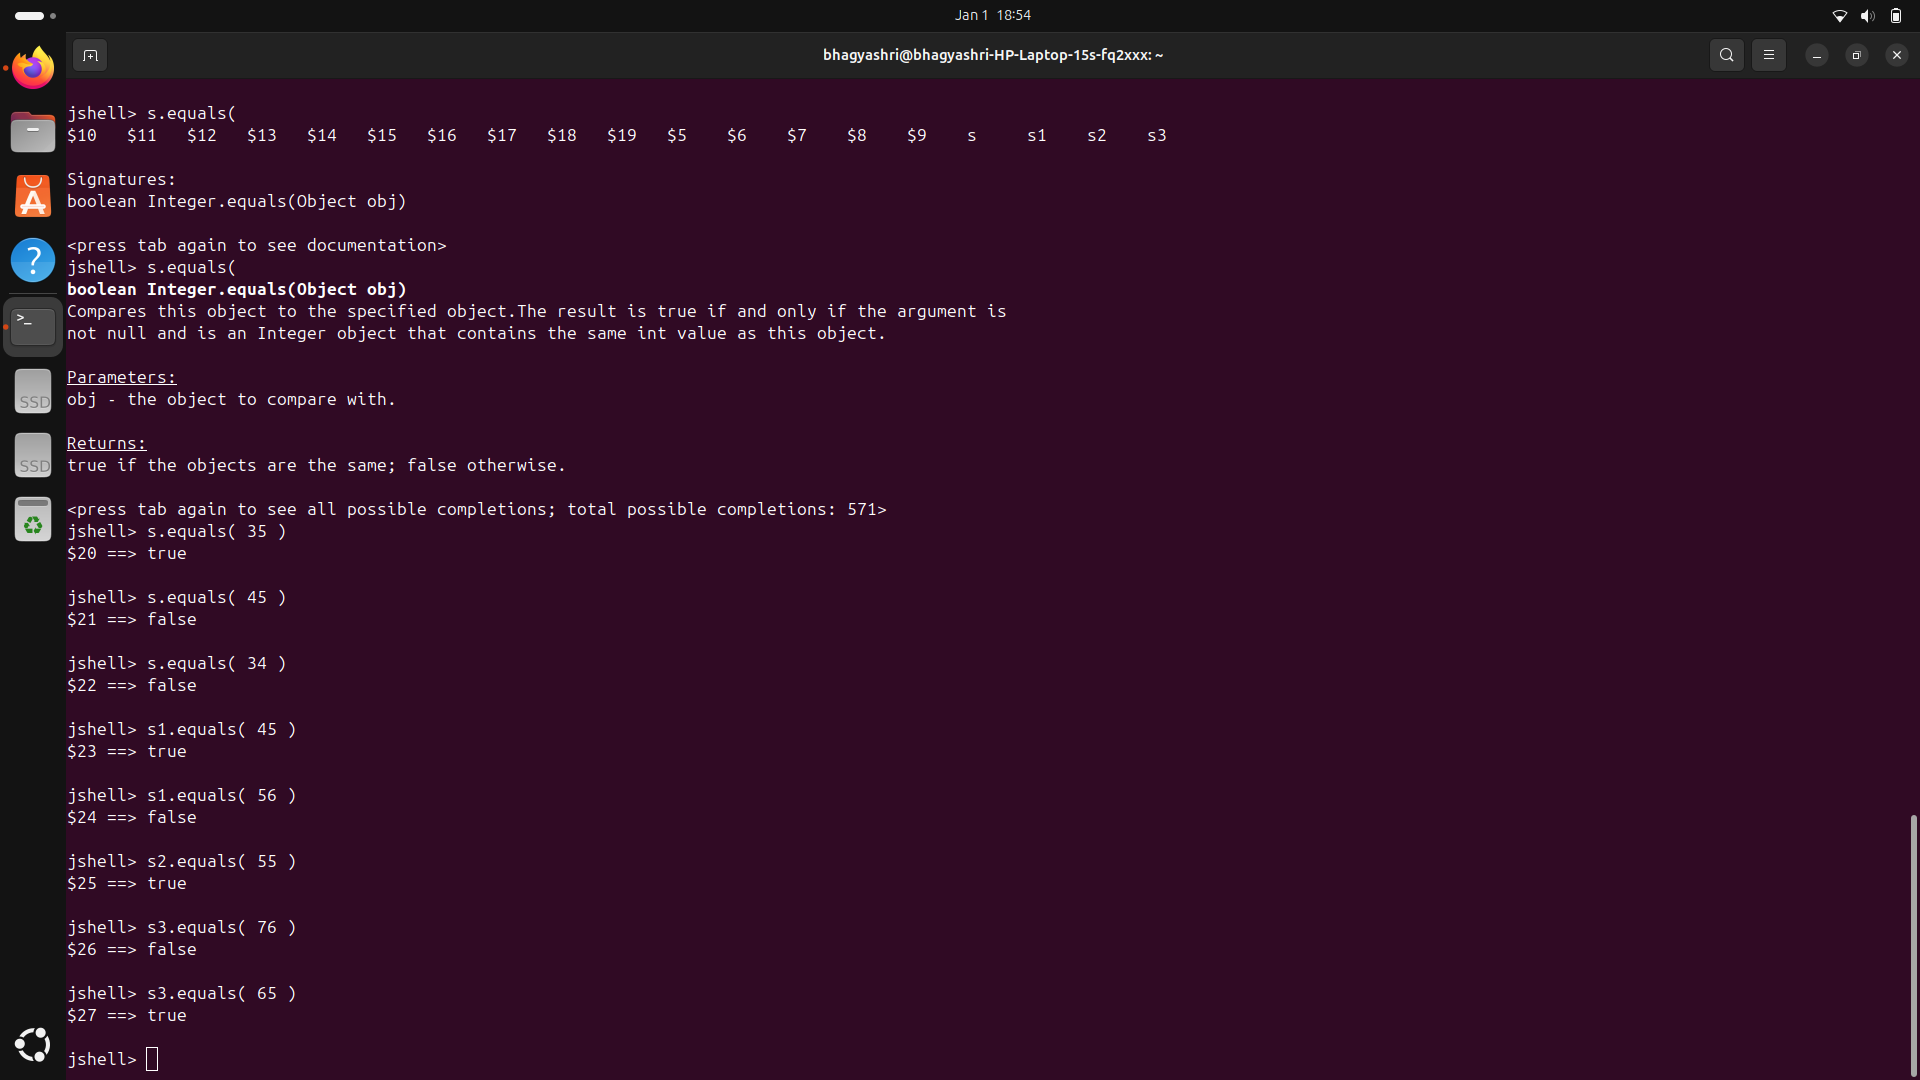 Jan 1 18:54
bhagyashri@bhagyashri-HP-Laptop-15s-fq2xxx: ~
jshell> s.equals(
$10 $11 $12 $13 $14 $15 $16 $17 $18 $19 $5 $6 $7 $8 $9 s s1 s2 s3
Signatures:
boolean Integer.equals(Object obj)
<press tab again to see documentation>
jshell> s.equals(
boolean Integer.equals(Object obj)
Compares this object to the specified object.The result is true if and only if the argument is
not null and is an Integer object that contains the same int value as this object.
Parameters:
obj - the object to compare with.
Returns:
true if the objects are the same; false otherwise.
<press tab again to see all possible completions; total possible completions: 571>
jshell> s.equals( 35 )
$20 ==> true
jshell> s.equals( 45 )
$21 ==> false
jshell> s.equals( 34 )
$22 ==> false
jshell> s1.equals( 45 )
$23 ==> true
jshell> s1.equals( 56 )
$24 ==> false
jshell> s2.equals( 55 )
$25 ==> true
jshell> s3.equals( 76 )
$26 ==> false
jshell> s3.equals( 65 )
$27 ==> true
jshell>
SSD
SSD